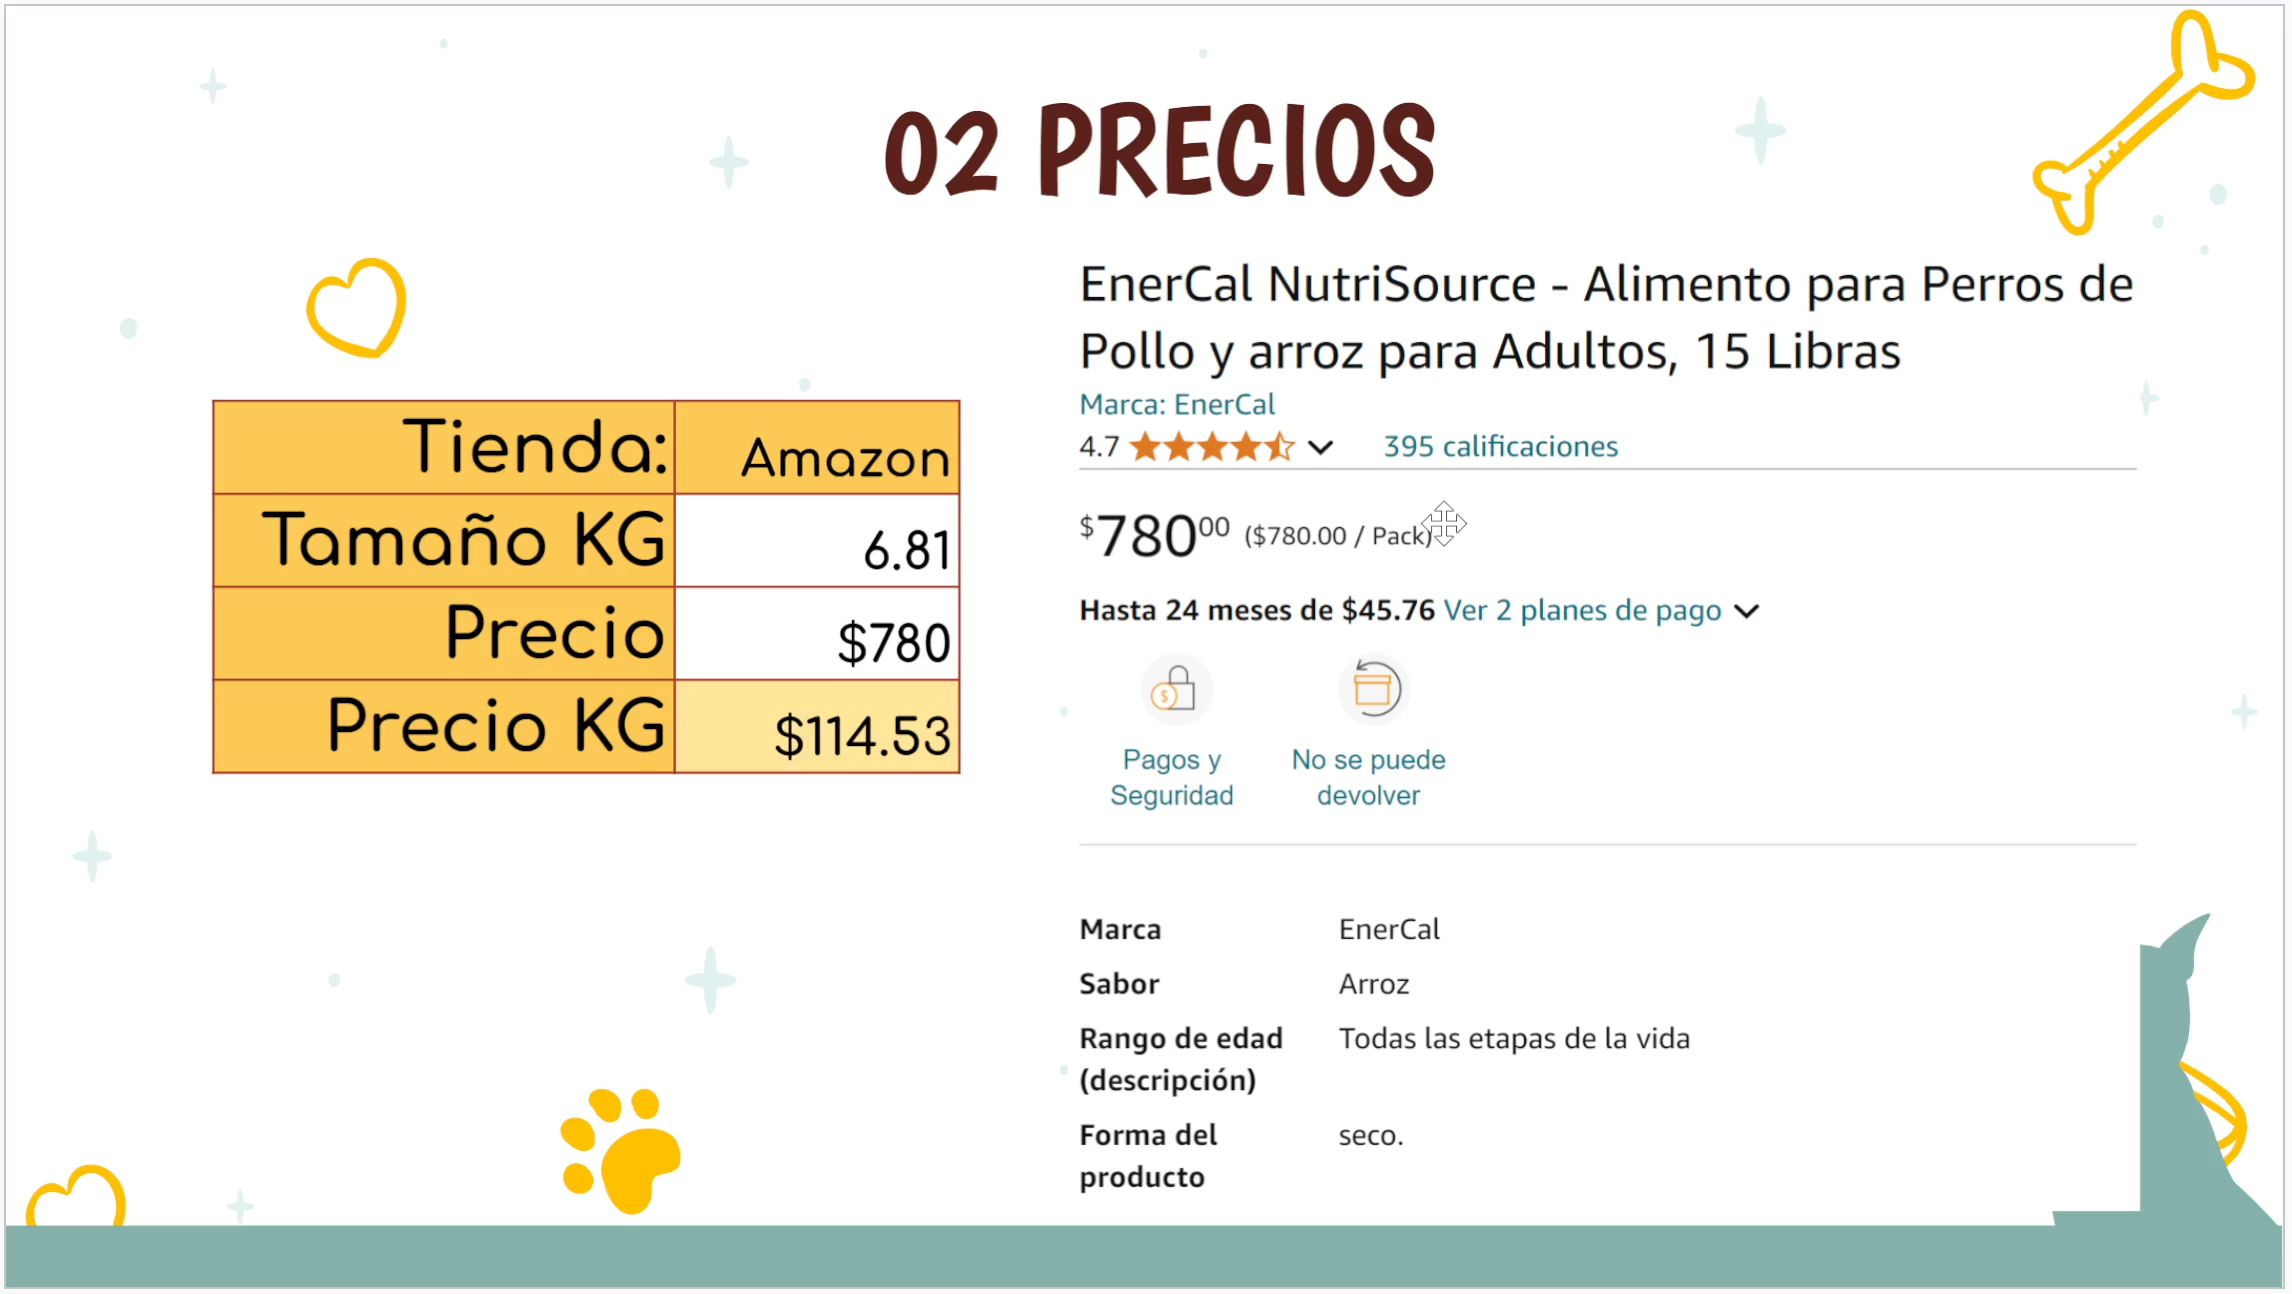 02 PRECIOS
Tienda: Amazon
Tamaño KG 6.81
Precio $780
Precio KG $114.53
EnerCal NutriSource - Alimento para Perros de
Pollo y arroz para Adultos, 15 Libras
Marca: EnerCal
4.7 395 calificaciones
$780⁰⁰ ($780.00 / Pack)
Hasta 24 meses de $45.76 Ver 2 planes de pago
Pagos y
Seguridad
No se puede
devolver
Marca EnerCal
Sabor Arroz
Rango de edad Todas las etapas de la vida
(descripción)
Forma del seco.
producto